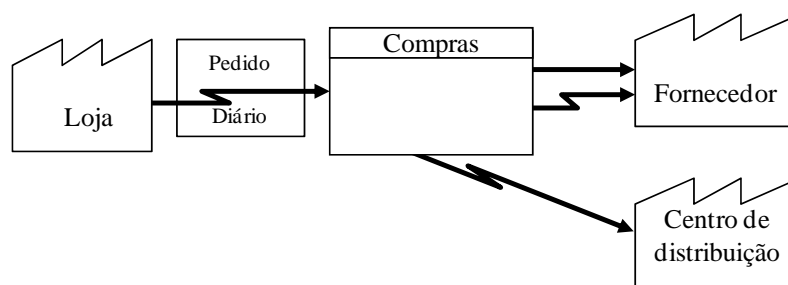 Compras
Pedido
Diário
Loja
Fornecedor
Centro de
distribuição